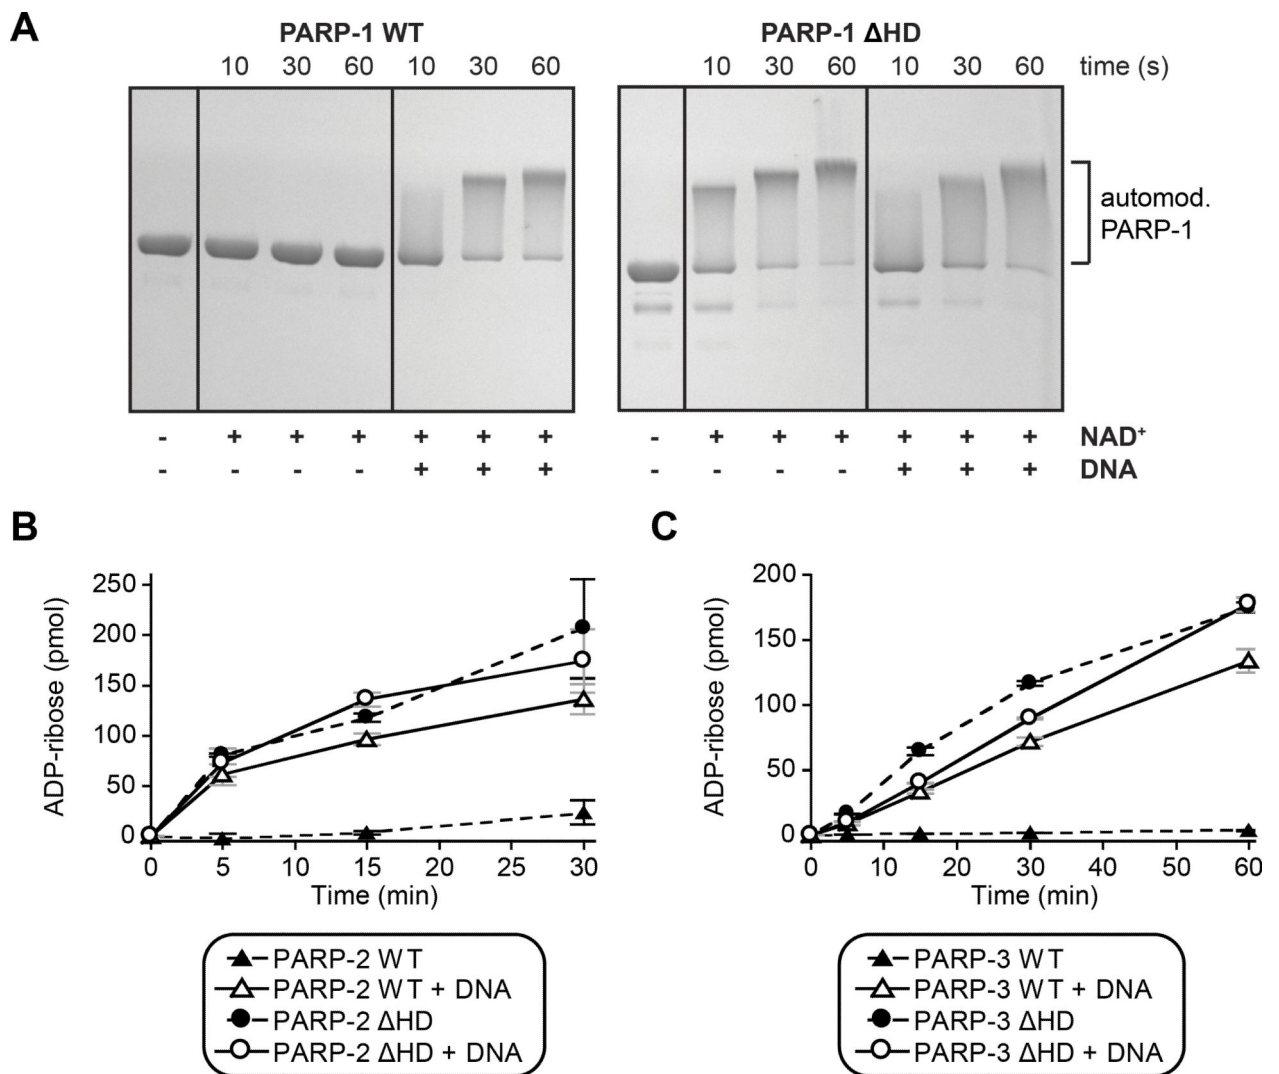 A
PARP-1 WT PARP-1 ΔHD
10 30 60 10 30 60 10 30 60 10 30 60 time (s)
automod.
PARP-1
- + + + + + + - + + + + + + NAD⁺
- - - - + + + - - - - + + + DNA
B
250
200
150
100
50
0
0 5 10 15 20 25 30
ADP-ribose (pmol)
Time (min)
PARP-2 WT
PARP-2 WT + DNA
PARP-2 ΔHD
PARP-2 ΔHD + DNA
C
200
150
100
50
0
0 10 20 30 40 50 60
ADP-ribose (pmol)
Time (min)
PARP-3 WT
PARP-3 WT + DNA
PARP-3 ΔHD
PARP-3 ΔHD + DNA